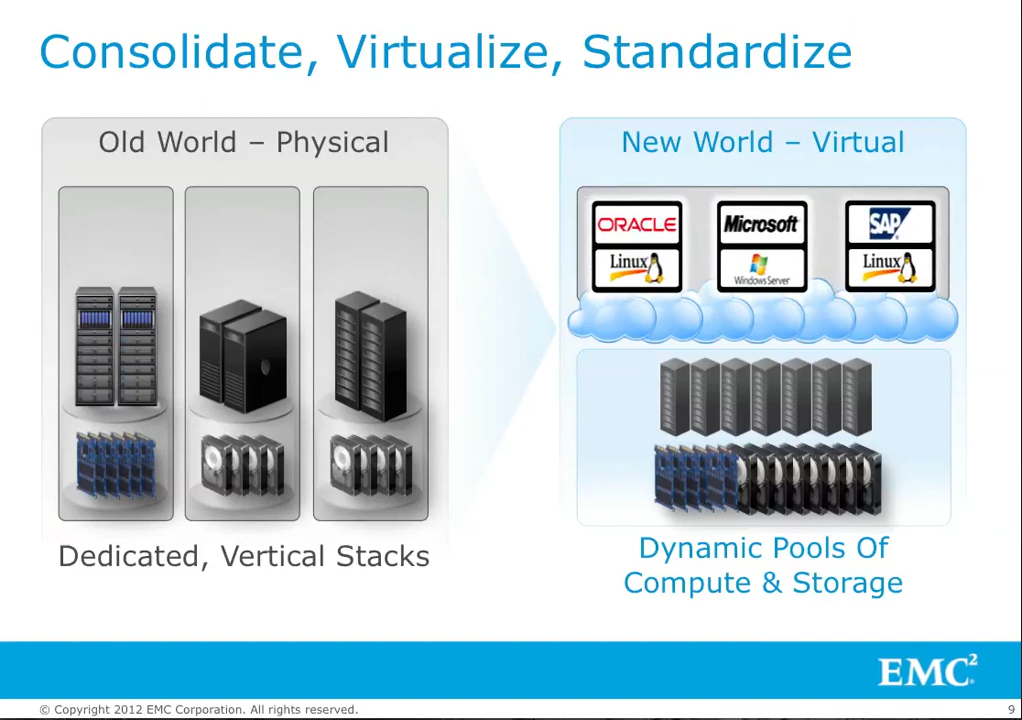 Consolidate, Virtualize, Standardize
Old World – Physical
Dedicated, Vertical Stacks
New World – Virtual
ORACLE
Linux
Microsoft
Windows Server
SAP
Linux
Dynamic Pools Of
Compute & Storage
EMC²
© Copyright 2012 EMC Corporation. All rights reserved.
9